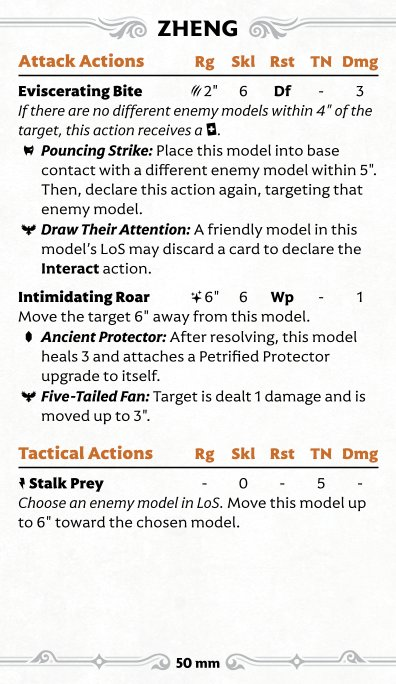 ZHENG
Attack Actions Rg Skl Rst TN Dmg
Eviscerating Bite 2" 6 Df - 3
If there are no different enemy models within 4" of the
target, this action receives a .
Pouncing Strike: Place this model into base
contact with a different enemy model within 5".
Then, declare this action again, targeting that
enemy model.
Draw Their Attention: A friendly model in this
model's LoS may discard a card to declare the
Interact action.
Intimidating Roar 6" 6 Wp - 1
Move the target 6" away from this model.
Ancient Protector: After resolving, this model
heals 3 and attaches a Petrified Protector
upgrade to itself.
Five-Tailed Fan: Target is dealt 1 damage and is
moved up to 3".
Tactical Actions Rg Skl Rst TN Dmg
Stalk Prey - 0 - 5 -
Choose an enemy model in LoS. Move this model up
to 6" toward the chosen model.
50 mm